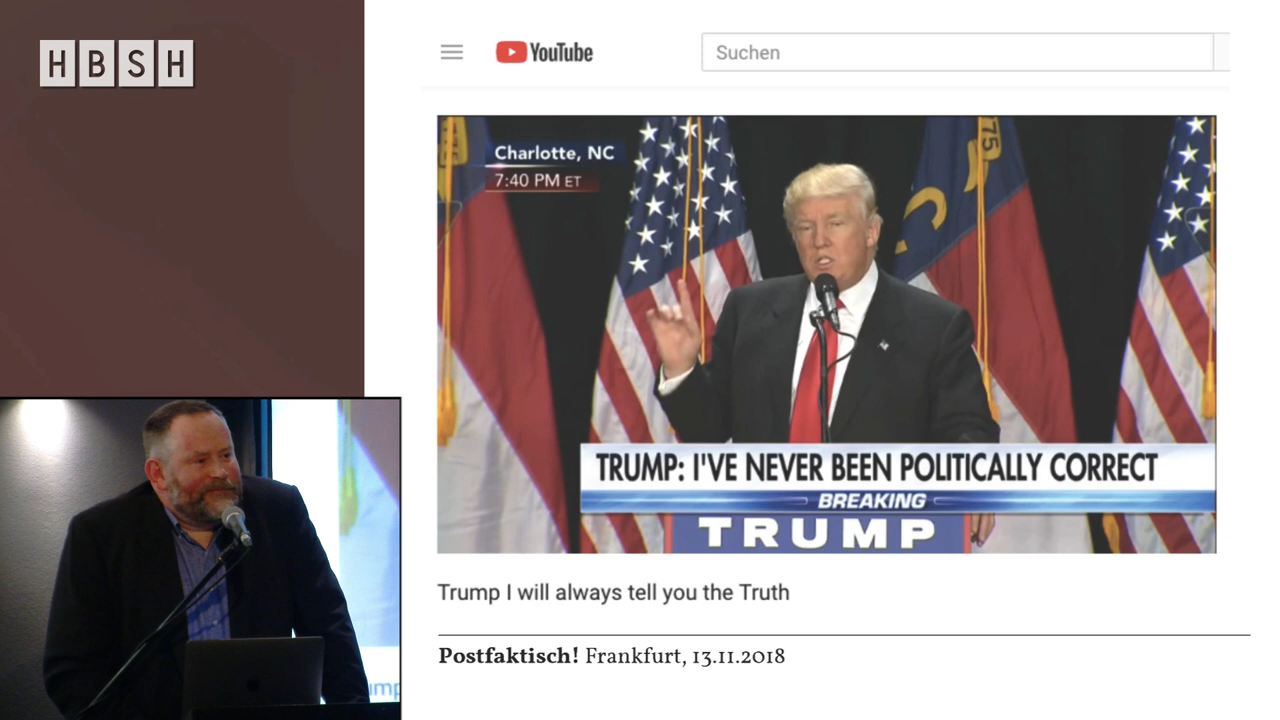 HBSH
YouTube
Suchen
Charlotte, NC
7:40 PM ET
75
TRUMP: I'VE NEVER BEEN POLITICALLY CORRECT
BREAKING
TRUMP
Trump I will always tell you the Truth
Postfaktisch! Frankfurt, 13.11.2018